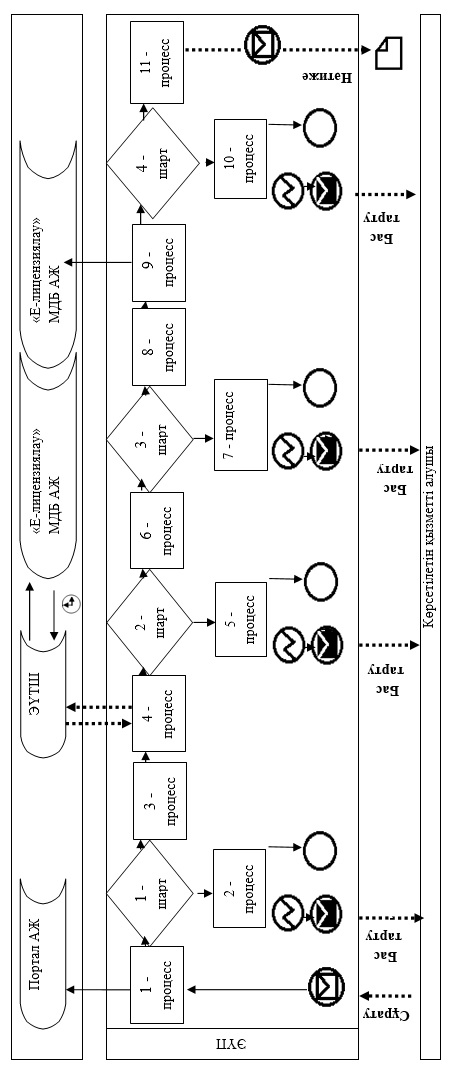 Портал АЖ
ЭҮТШ
«Е-лицензиялау»
МДБ АЖ
«Е-лицензиялау»
МДБ АЖ
ЭҮП
1 -
процесс
1 -
шарт
2 -
процесс
3 -
процесс
4 -
процесс
2 -
шарт
5 -
процесс
6 -
процесс
3 -
шарт
7 - процесс
8 -
процесс
9 -
процесс
4 -
шарт
10 -
процесс
11 -
процесс
Сұрату
Бас
тарту
Бас
тарту
Бас
тарту
Бас
тарту
Нәтиже
Көрсетілетін қызметті алушы